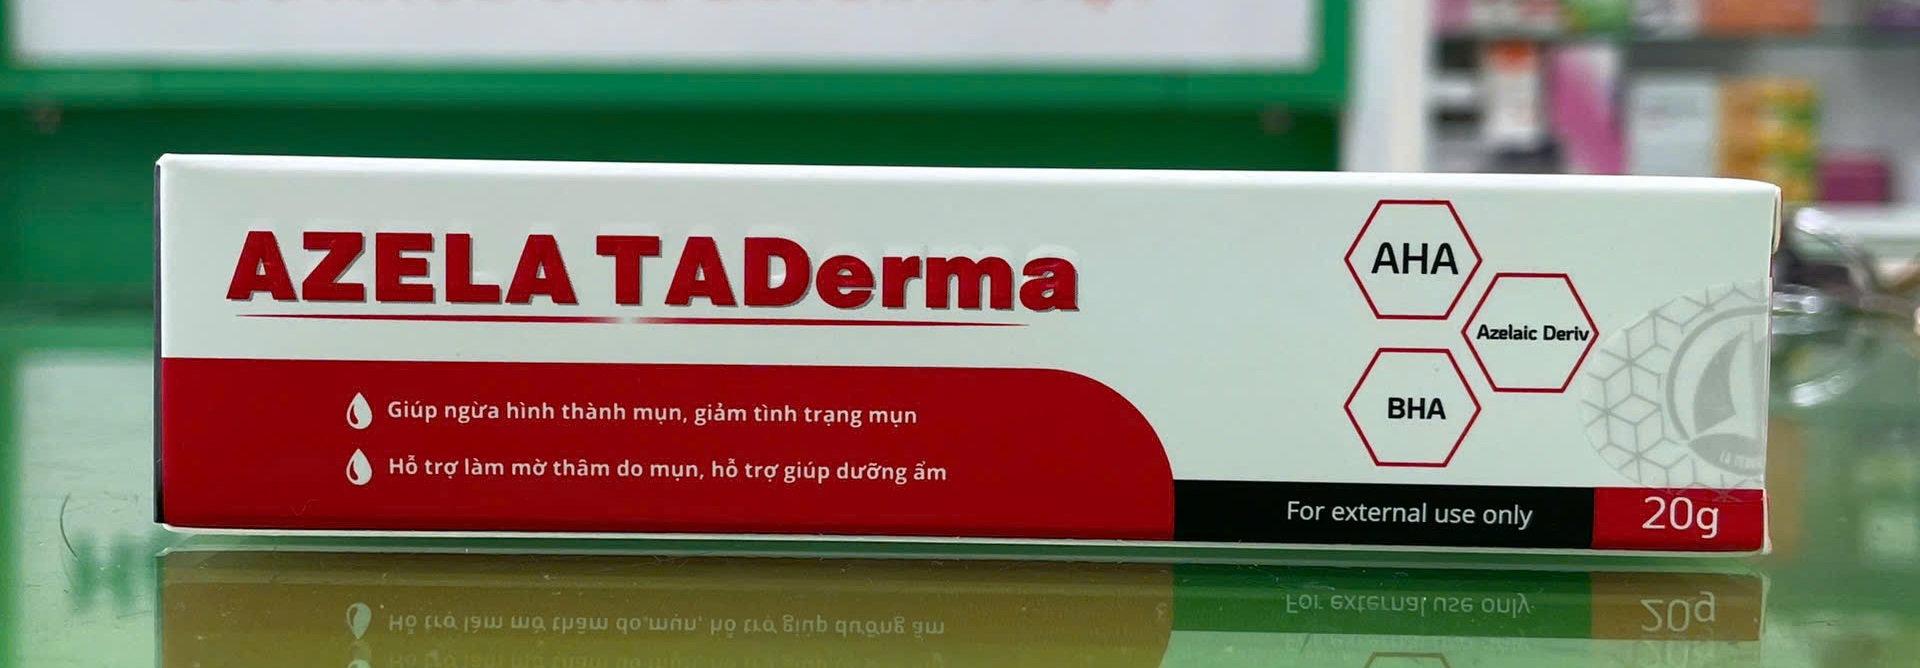 AZELA TADerma
Giúp ngừa hình thành mụn, giảm tình trạng mụn
Hỗ trợ làm mờ thâm do mụn, hỗ trợ giúp dưỡng ẩm
AHA
Azelaic Deriv
BHA
For external use only
20g